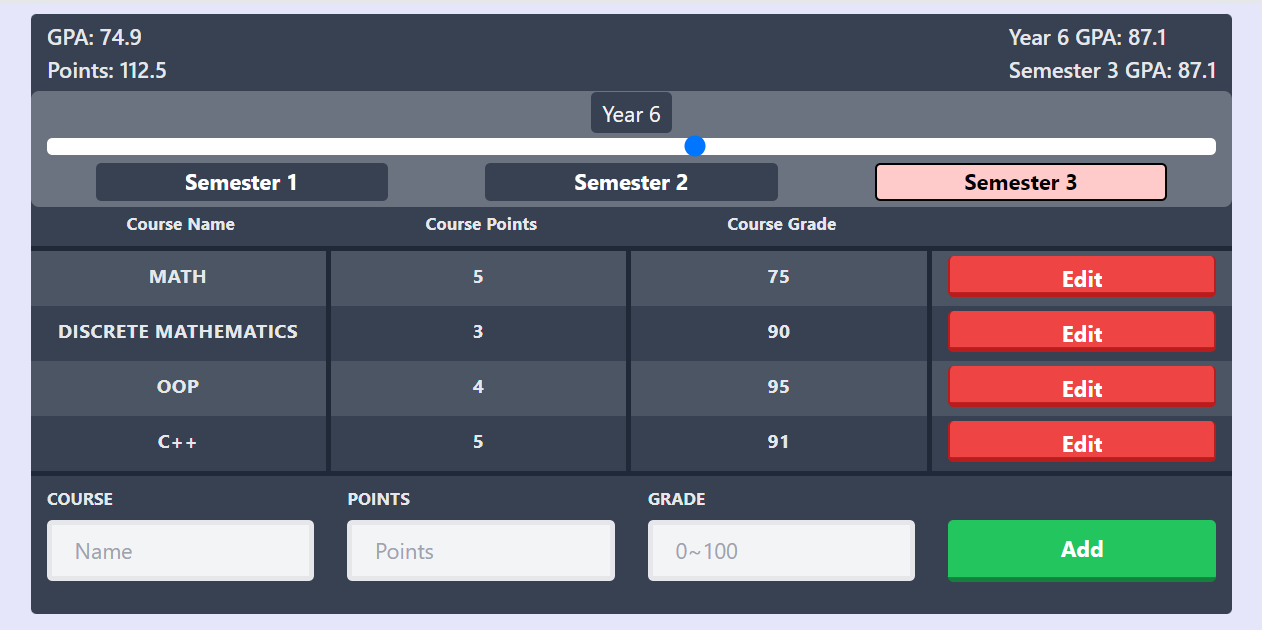 GPA: 74.9
Points: 112.5
Year 6 GPA: 87.1
Semester 3 GPA: 87.1
Year 6
Semester 1 Semester 2 Semester 3
Course Name Course Points Course Grade
MATH 5 75 Edit
DISCRETE MATHEMATICS 3 90 Edit
OOP 4 95 Edit
C++ 5 91 Edit
COURSE POINTS GRADE
Name Points 0~100 Add